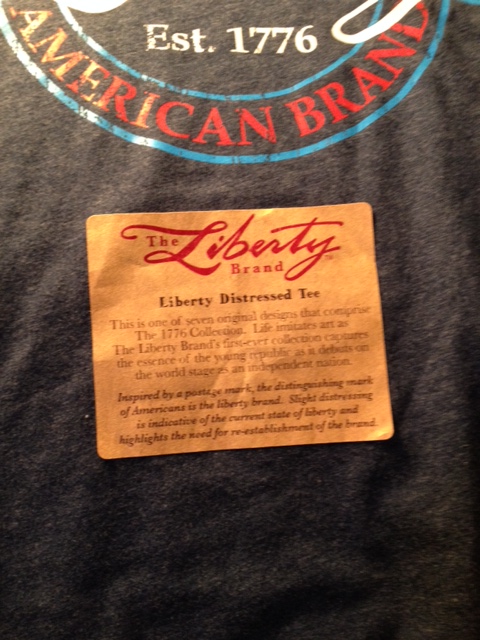 Est. 1776
AMERICAN BRAND
The Liberty
Brand™
Liberty Distressed Tee
This is one of seven original designs that comprise
The 1776 Collection. Life imitates art as
The Liberty Brand's first-ever collection captures
the essence of the young republic as it debuts on
the world stage as an independent nation.
Inspired by a postage mark, the distinguishing mark
of Americans is the liberty brand. Slight distressing
is indicative of the current state of liberty and
highlights the need for re-establishment of the brand.